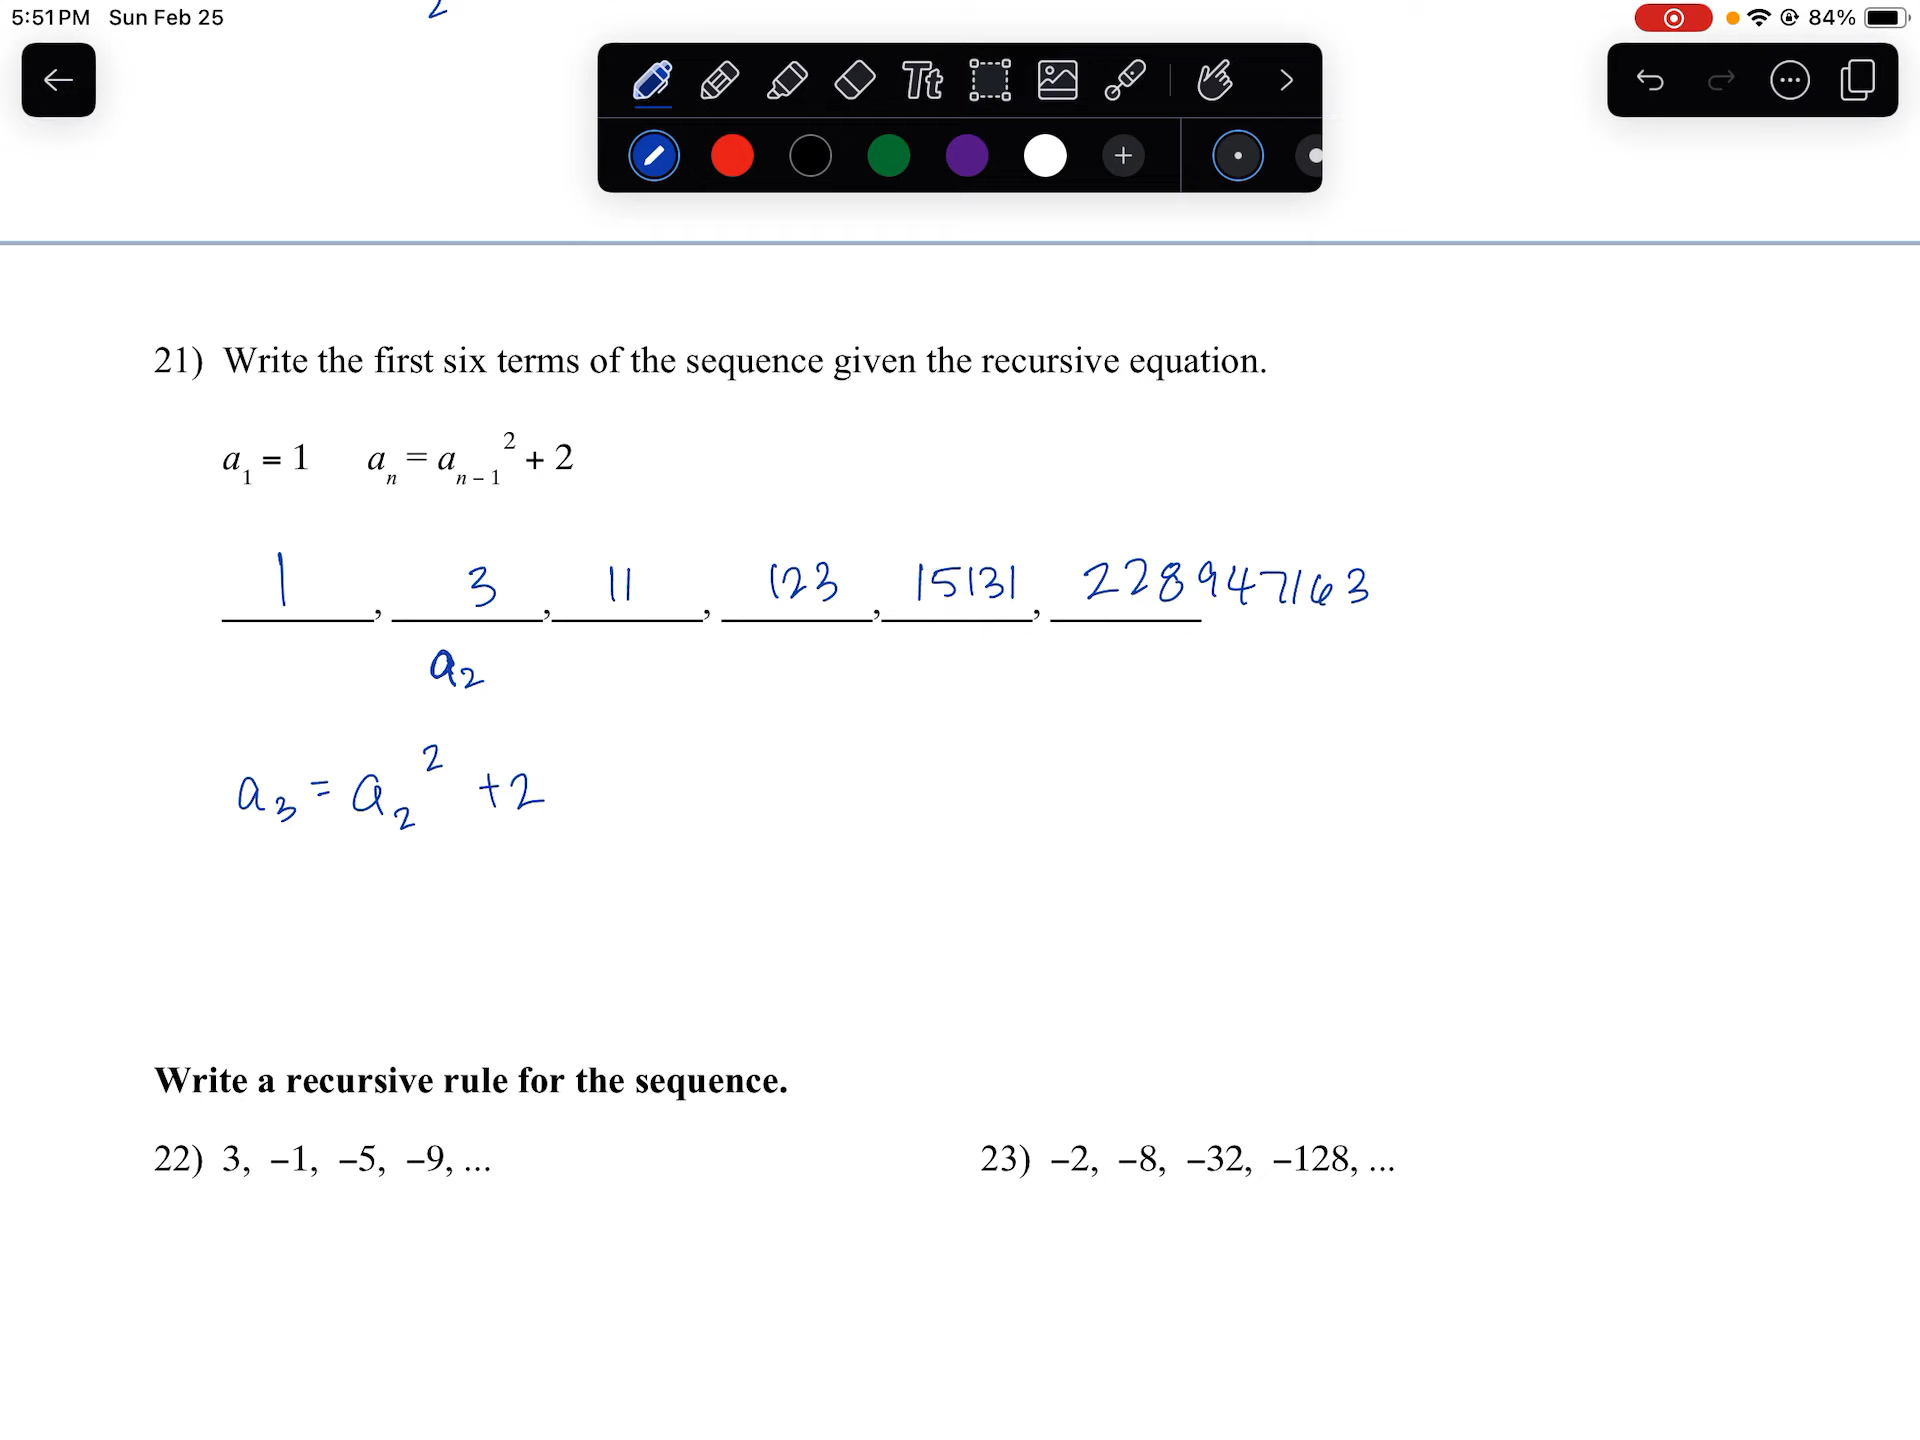 5:51 PM Sun Feb 25
84%
Tt
21) Write the first six terms of the sequence given the recursive equation.
a₁ = 1 aₙ = aₙ₋₁² + 2
1, 3, 11, 123, 15131, 228947163
a₂
a₃ = a₂² + 2
Write a recursive rule for the sequence.
22) 3, −1, −5, −9, ...
23) −2, −8, −32, −128, ...